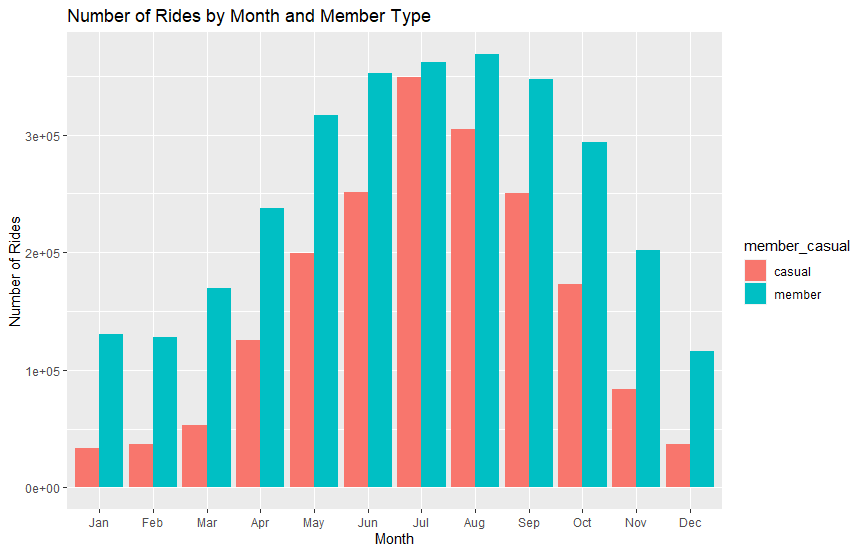 Number of Rides by Month and Member Type
Number of Rides
3e+05
2e+05
1e+05
0e+00
Jan Feb Mar Apr May Jun Jul Aug Sep Oct Nov Dec
Month
member_casual
casual
member